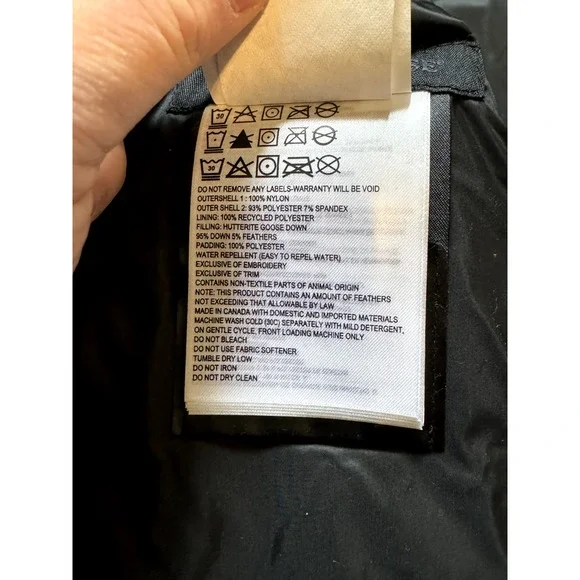 30
30
DO NOT REMOVE ANY LABELS-WARRANTY WILL BE VOID
OUTERSHELL 1 : 100% NYLON
OUTER SHELL 2: 93% POLYESTER 7% SPANDEX
LINING: 100% RECYCLED POLYESTER
FILLING: HUTTERITE GOOSE DOWN
95% DOWN 5% FEATHERS
PADDING: 100% POLYESTER
WATER REPELLENT (EASY TO REPEL WATER)
EXCLUSIVE OF EMBROIDERY
EXCLUSIVE OF TRIM
CONTAINS NON-TEXTILE PARTS OF ANIMAL ORIGIN
NOTE: THIS PRODUCT CONTAINS AN AMOUNT OF FEATHERS
NOT EXCEEDING THAT ALLOWABLE BY LAW
MADE IN CANADA WITH DOMESTIC AND IMPORTED MATERIALS
MACHINE WASH COLD (30C) SEPARATELY WITH MILD DETERGENT,
ON GENTLE CYCLE, FRONT LOADING MACHINE ONLY
DO NOT BLEACH
DO NOT USE FABRIC SOFTENER
TUMBLE DRY LOW
DO NOT IRON
DO NOT DRY CLEAN